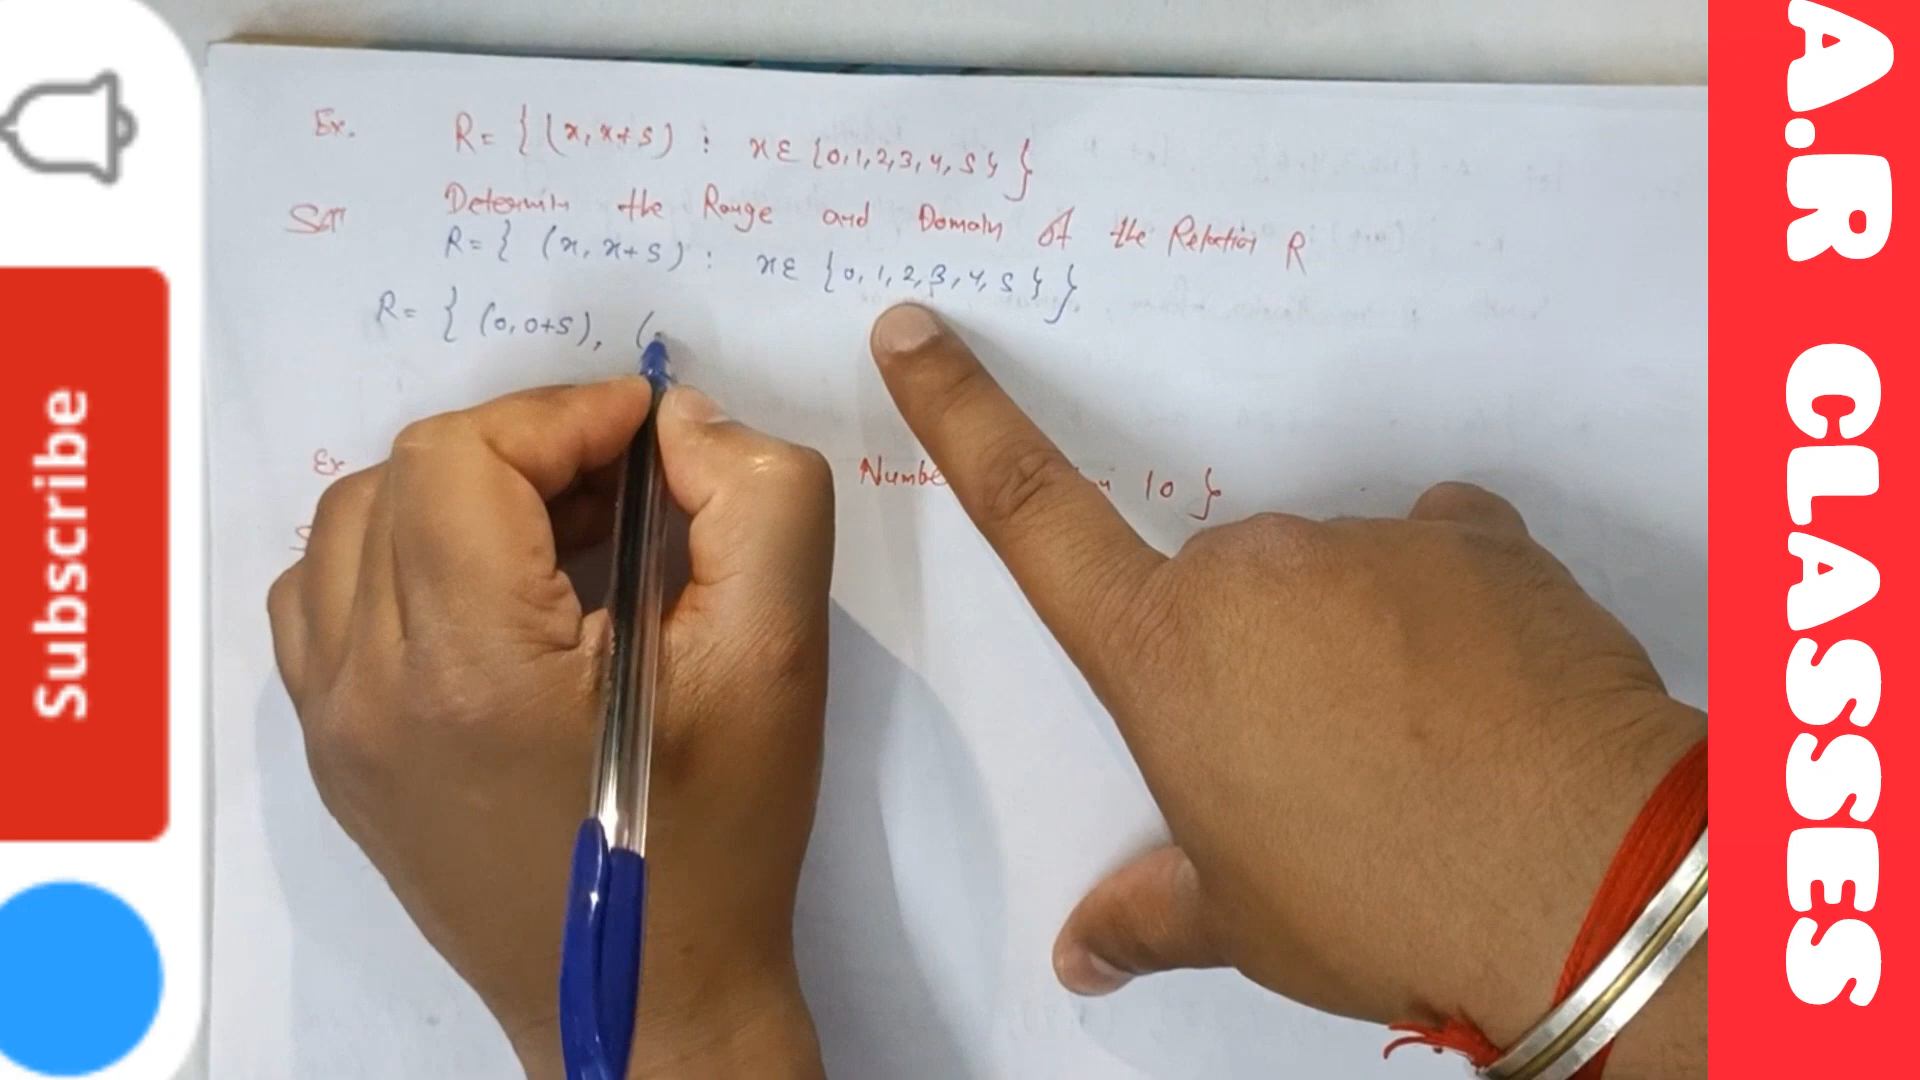 Ex. R = { (x, x+5) : x ε {0,1,2,3,4,5} }
Determin the Range and Domain of the Relation R
Sol
R = { (x, x+5) : x ε {0,1,2,3,4,5} }.
R = { (0,0+5), (
Ex Numbe 10 }
Subscribe
A.R CLASSES